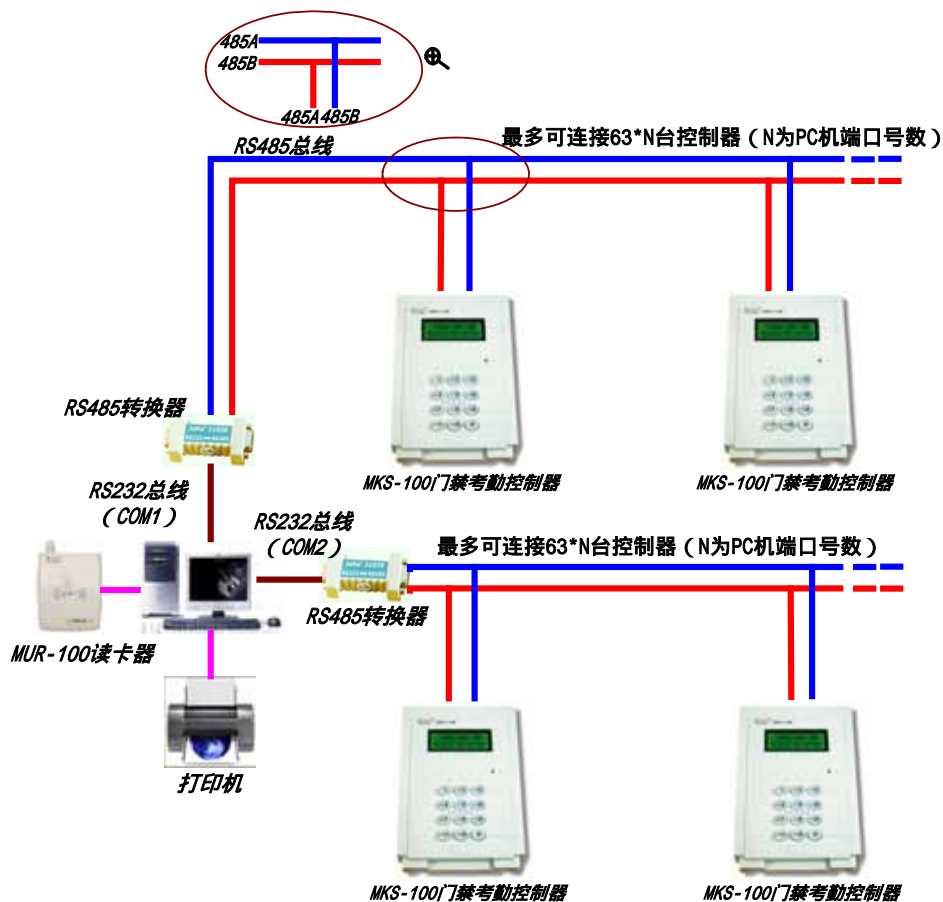 485A
485B
485A 485B
RS485总线
最多可连接63*N台控制器（N为PC机端口号数）
RS485转换器
MKS-100门禁考勤控制器
MKS-100门禁考勤控制器
RS232总线
（COM1）
RS232总线
（COM2）
最多可连接63*N台控制器（N为PC机端口号数）
RS485转换器
MUR-100读卡器
打印机
MKS-100门禁考勤控制器
MKS-100门禁考勤控制器